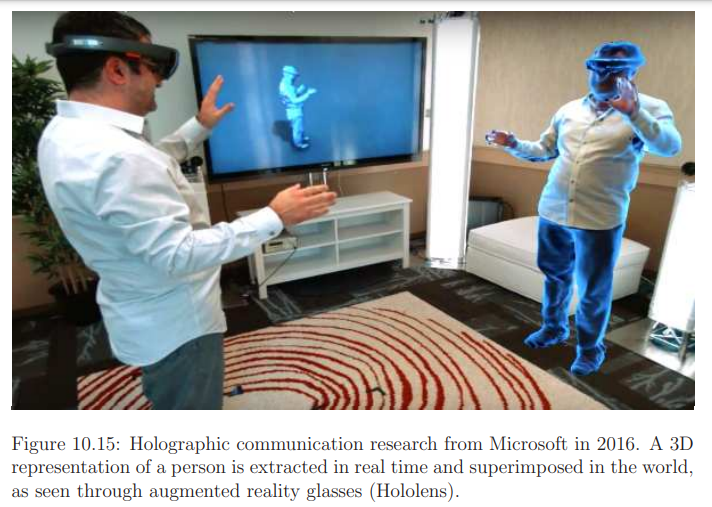 Figure 10.15: Holographic communication research from Microsoft in 2016. A 3D
representation of a person is extracted in real time and superimposed in the world,
as seen through augmented reality glasses (Hololens).